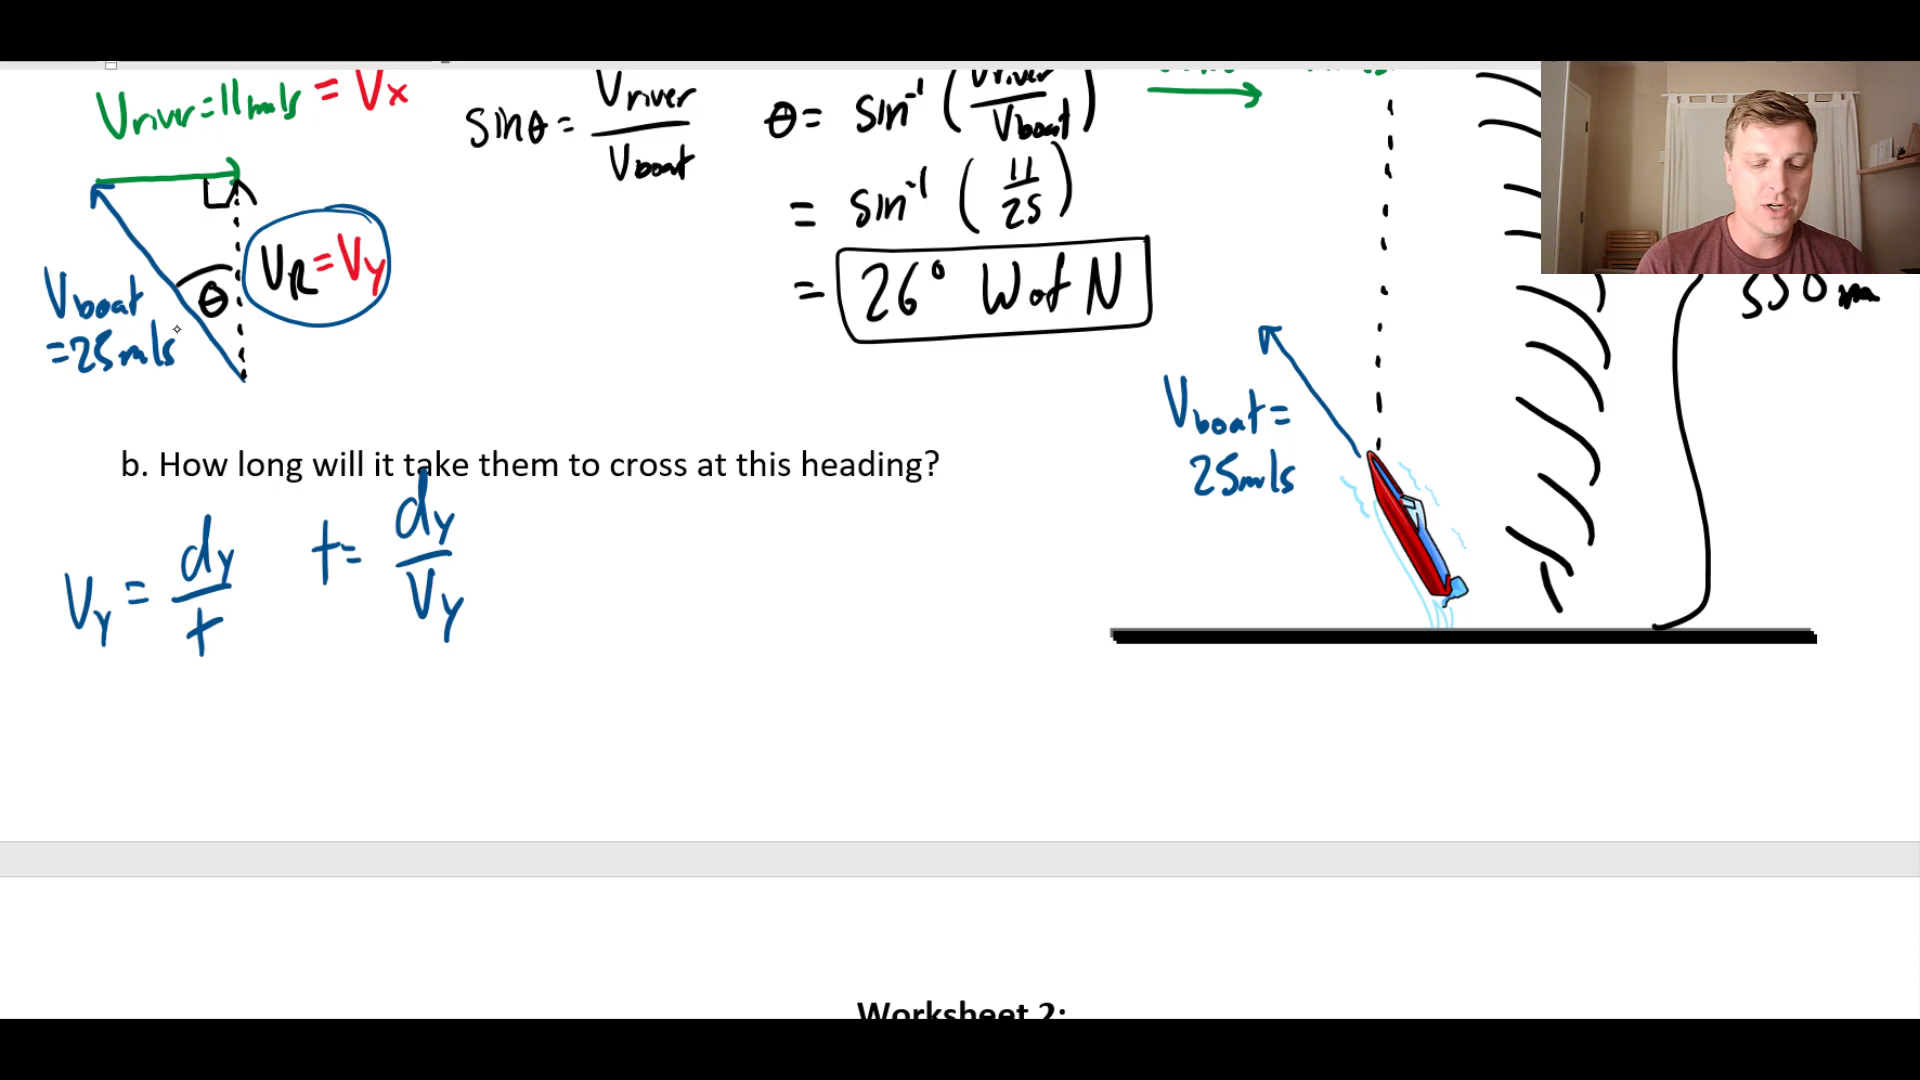 Vriver = 11 m/s = Vx
sinθ = Vriver / Vboat
θ = sin⁻¹ (Vriver / Vboat)
= sin⁻¹ (11 / 25)
= 26° W of N
VR = Vy
θ
Vboat
= 25 m/s
550 m
Vboat =
25 m/s
b. How long will it take them to cross at this heading?
Vy = dy / t
t = dy / Vy
Worksheet 2: